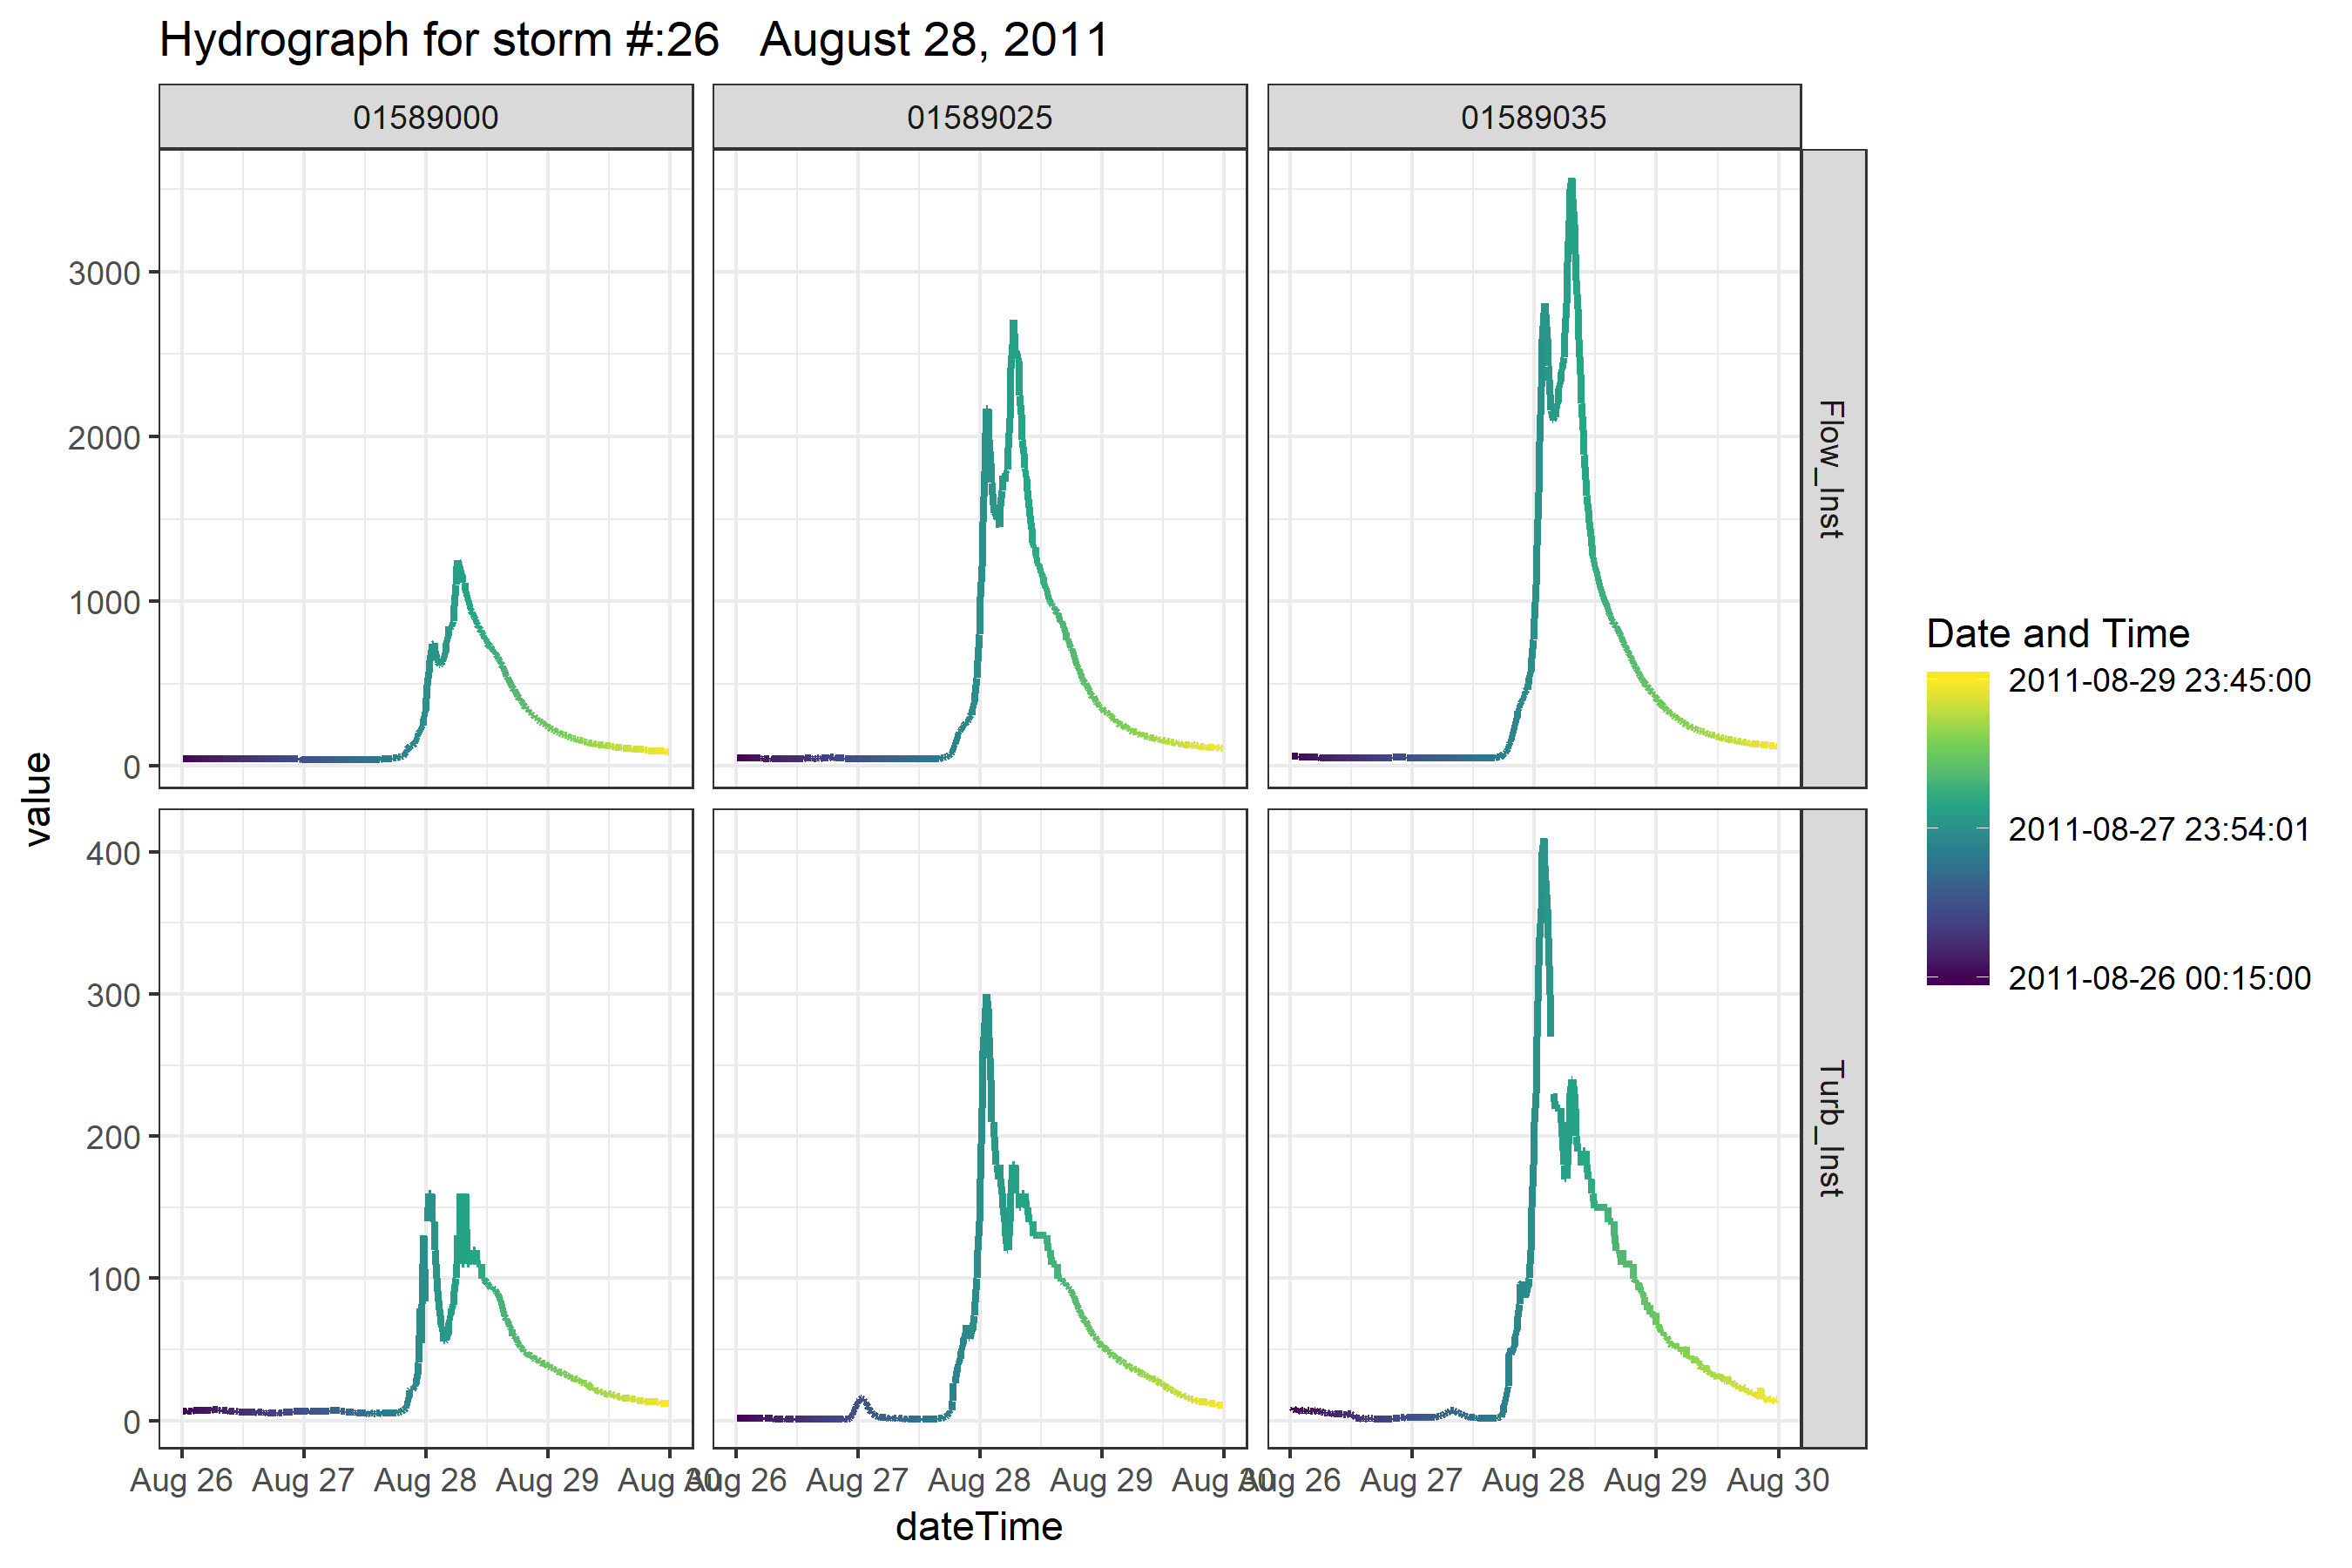 Hydrograph for storm #:26   August 28, 2011
01589000 01589025 01589035
3000
2000
1000
0
Flow_Inst
400
300
200
100
0
Turb_Inst
Aug 26 Aug 27 Aug 28 Aug 29 Aug 30 Aug 26 Aug 27 Aug 28 Aug 29 Aug 30 Aug 26 Aug 27 Aug 28 Aug 29 Aug 30
dateTime
value
Date and Time
2011-08-29 23:45:00
2011-08-27 23:54:01
2011-08-26 00:15:00